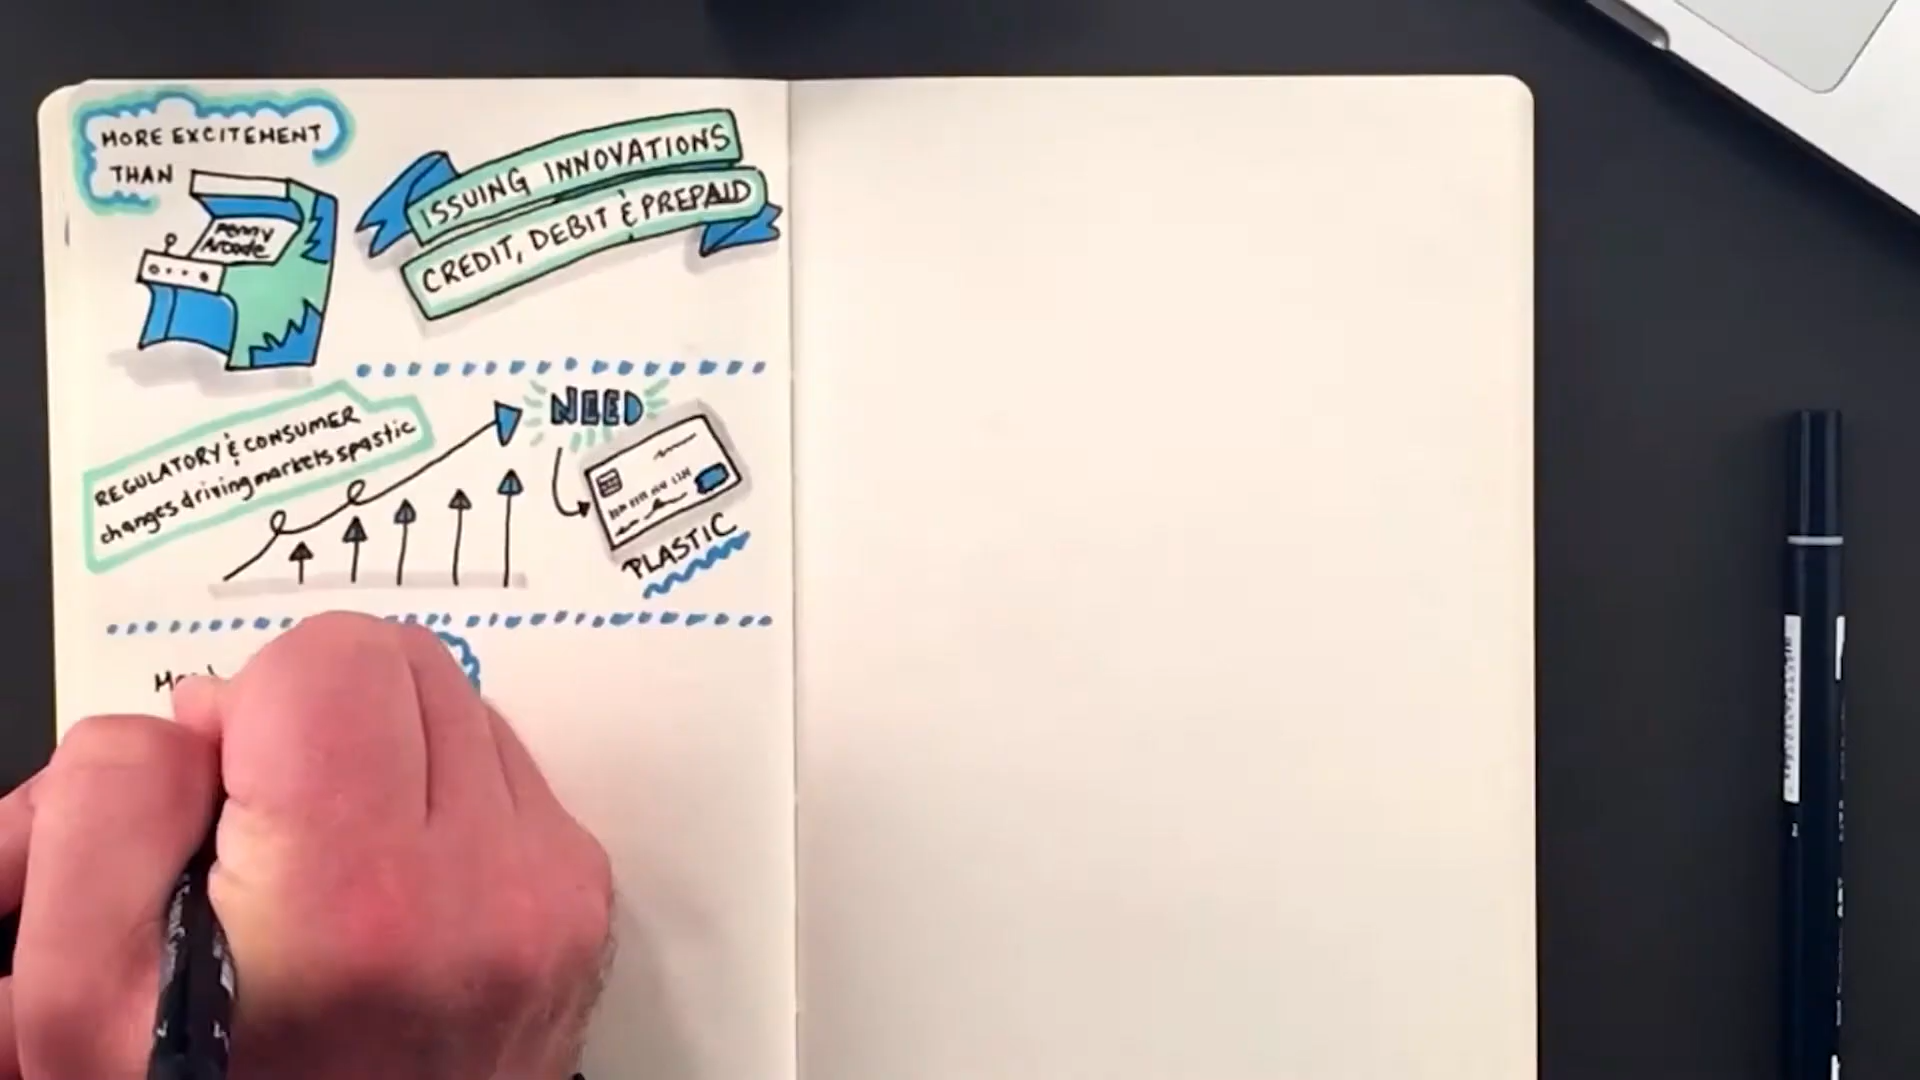 MORE EXCITEMENT
THAN
Penny
Arcade
ISSUING INNOVATIONS
CREDIT, DEBIT & PREPAID
REGULATORY & CONSUMER
changes driving markets spastic
NEED
PLASTIC